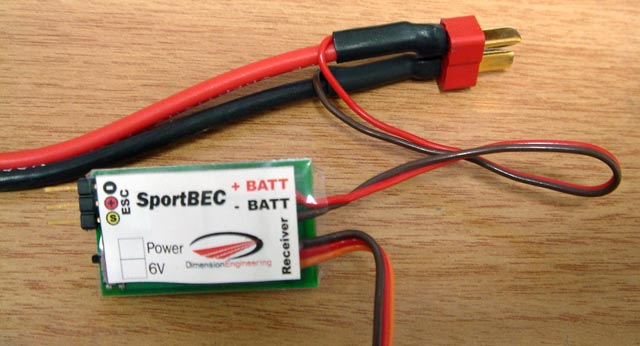 ESC
S
SportBEC
+ BATT
- BATT
Power
6V
Receiver
DimensionEngineering